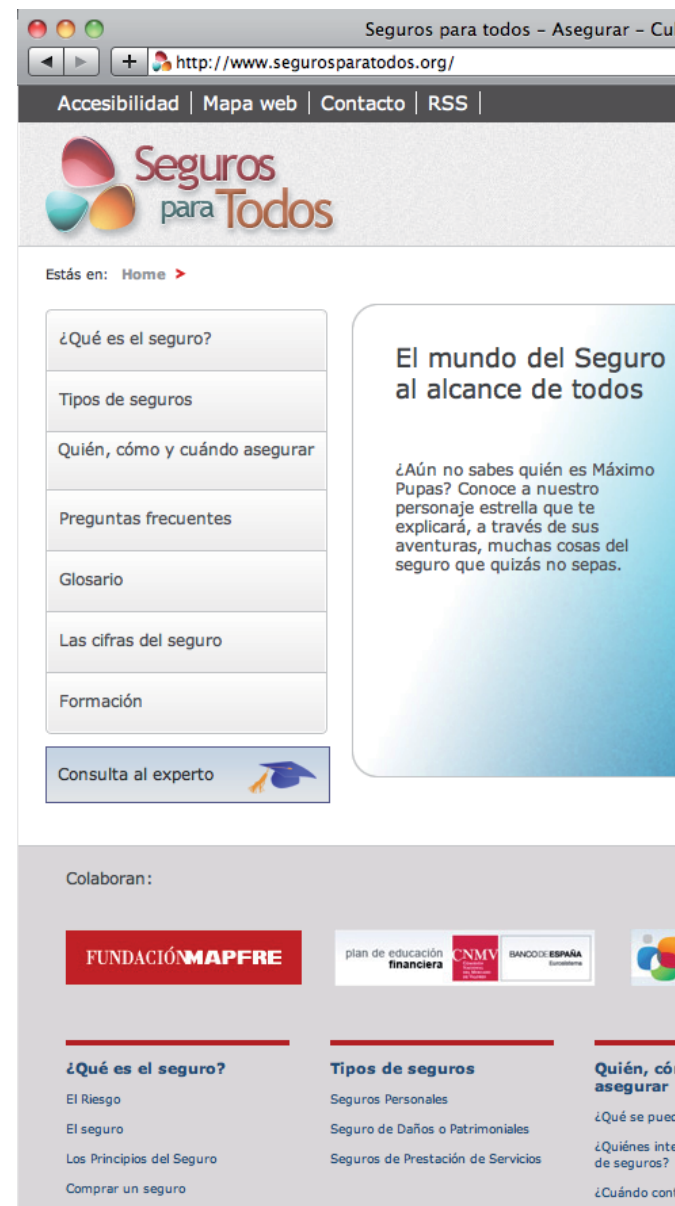 Seguros para todos – Asegurar – Cul
http://www.segurosparatodos.org/
Accesibilidad | Mapa web | Contacto | RSS |
Seguros
para Todos
Estás en: Home >
¿Qué es el seguro?
Tipos de seguros
Quién, cómo y cuándo asegurar
Preguntas frecuentes
Glosario
Las cifras del seguro
Formación
Consulta al experto
El mundo del Seguro
al alcance de todos
¿Aún no sabes quién es Máximo
Pupas? Conoce a nuestro
personaje estrella que te
explicará, a través de sus
aventuras, muchas cosas del
seguro que quizás no sepas.
Colaboran:
FUNDACIÓNMAPFRE
plan de educación
financiera
CNMV
BANCODEESPAÑA
Eurosistema
¿Qué es el seguro?
El Riesgo
El seguro
Los Principios del Seguro
Comprar un seguro
Tipos de seguros
Seguros Personales
Seguro de Daños o Patrimoniales
Seguros de Prestación de Servicios
Quién, có
asegurar
¿Qué se pued
¿Quiénes inte
de seguros?
¿Cuándo cont